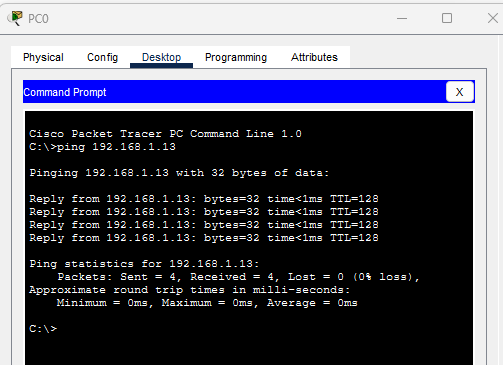 PC0
Physical Config Desktop Programming Attributes
Command Prompt X
Cisco Packet Tracer PC Command Line 1.0
C:\>ping 192.168.1.13
Pinging 192.168.1.13 with 32 bytes of data:
Reply from 192.168.1.13: bytes=32 time<1ms TTL=128
Reply from 192.168.1.13: bytes=32 time<1ms TTL=128
Reply from 192.168.1.13: bytes=32 time<1ms TTL=128
Reply from 192.168.1.13: bytes=32 time<1ms TTL=128
Ping statistics for 192.168.1.13:
Packets: Sent = 4, Received = 4, Lost = 0 (0% loss),
Approximate round trip times in milli-seconds:
Minimum = 0ms, Maximum = 0ms, Average = 0ms
C:\>